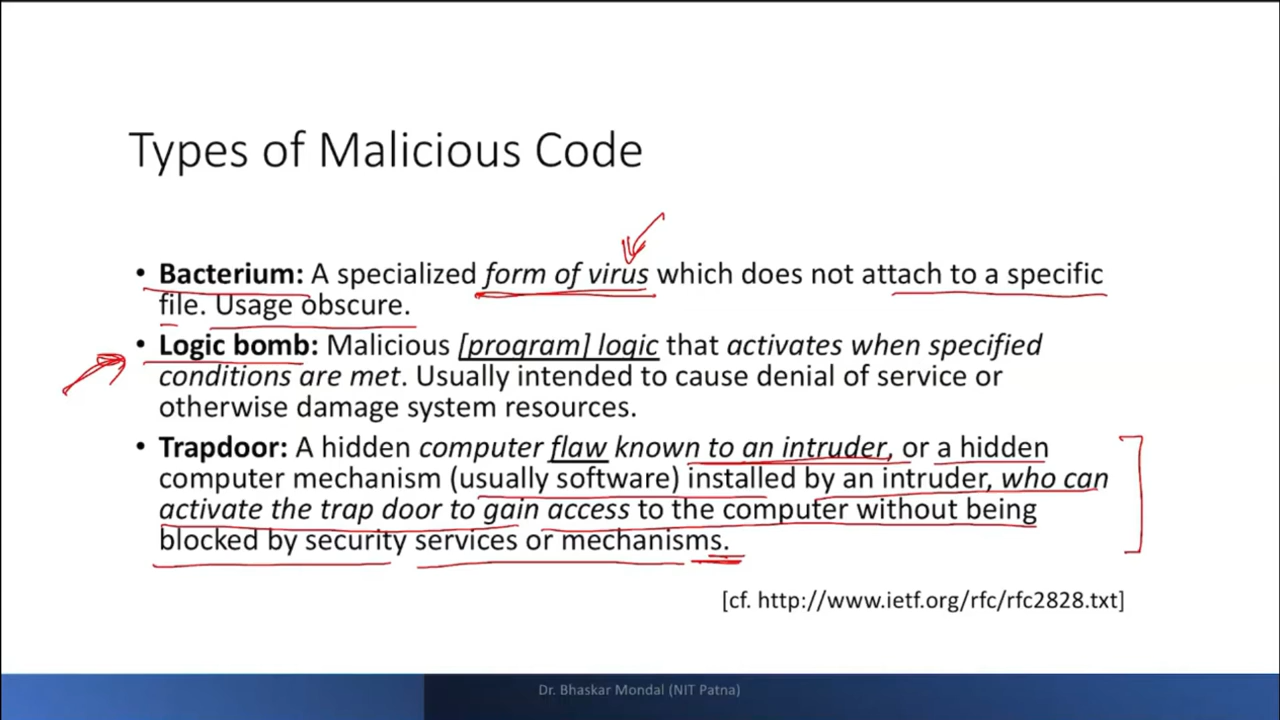 Types of Malicious Code
• Bacterium: A specialized form of virus which does not attach to a specific
file. Usage obscure.
• Logic bomb: Malicious [program] logic that activates when specified
conditions are met. Usually intended to cause denial of service or
otherwise damage system resources.
• Trapdoor: A hidden computer flaw known to an intruder, or a hidden
computer mechanism (usually software) installed by an intruder, who can
activate the trap door to gain access to the computer without being
blocked by security services or mechanisms.
[cf. http://www.ietf.org/rfc/rfc2828.txt]
Dr. Bhaskar Mondal (NIT Patna)